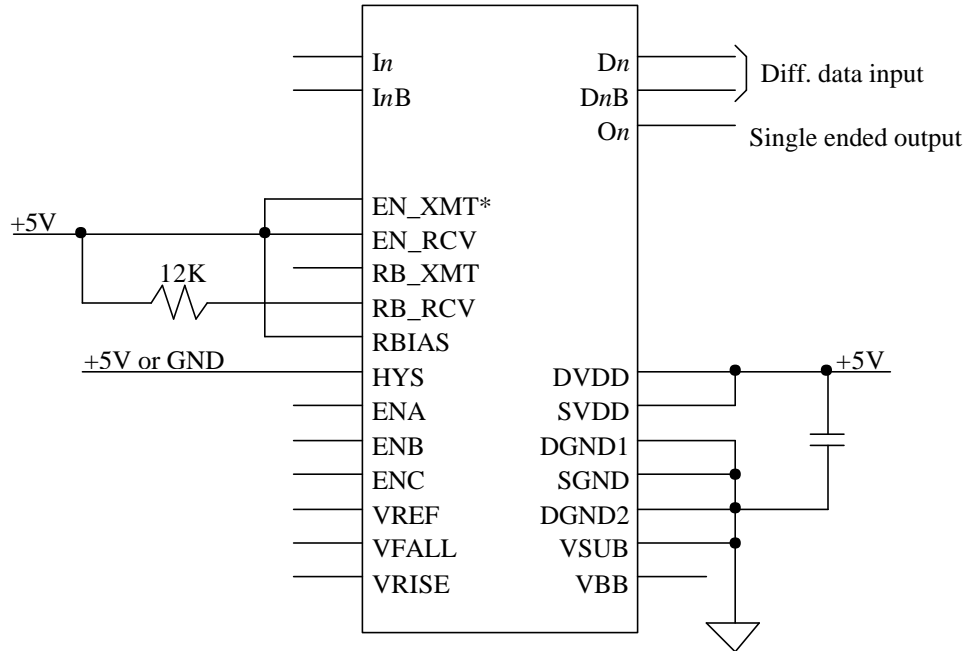 In
InB
Dn
DnB
Diff. data input
On
Single ended output
EN_XMT*
+5V
EN_RCV
RB_XMT
12K
RB_RCV
RBIAS
+5V or GND
HYS
DVDD
+5V
ENA
SVDD
ENB
DGND1
ENC
SGND
VREF
DGND2
VFALL
VSUB
VRISE
VBB